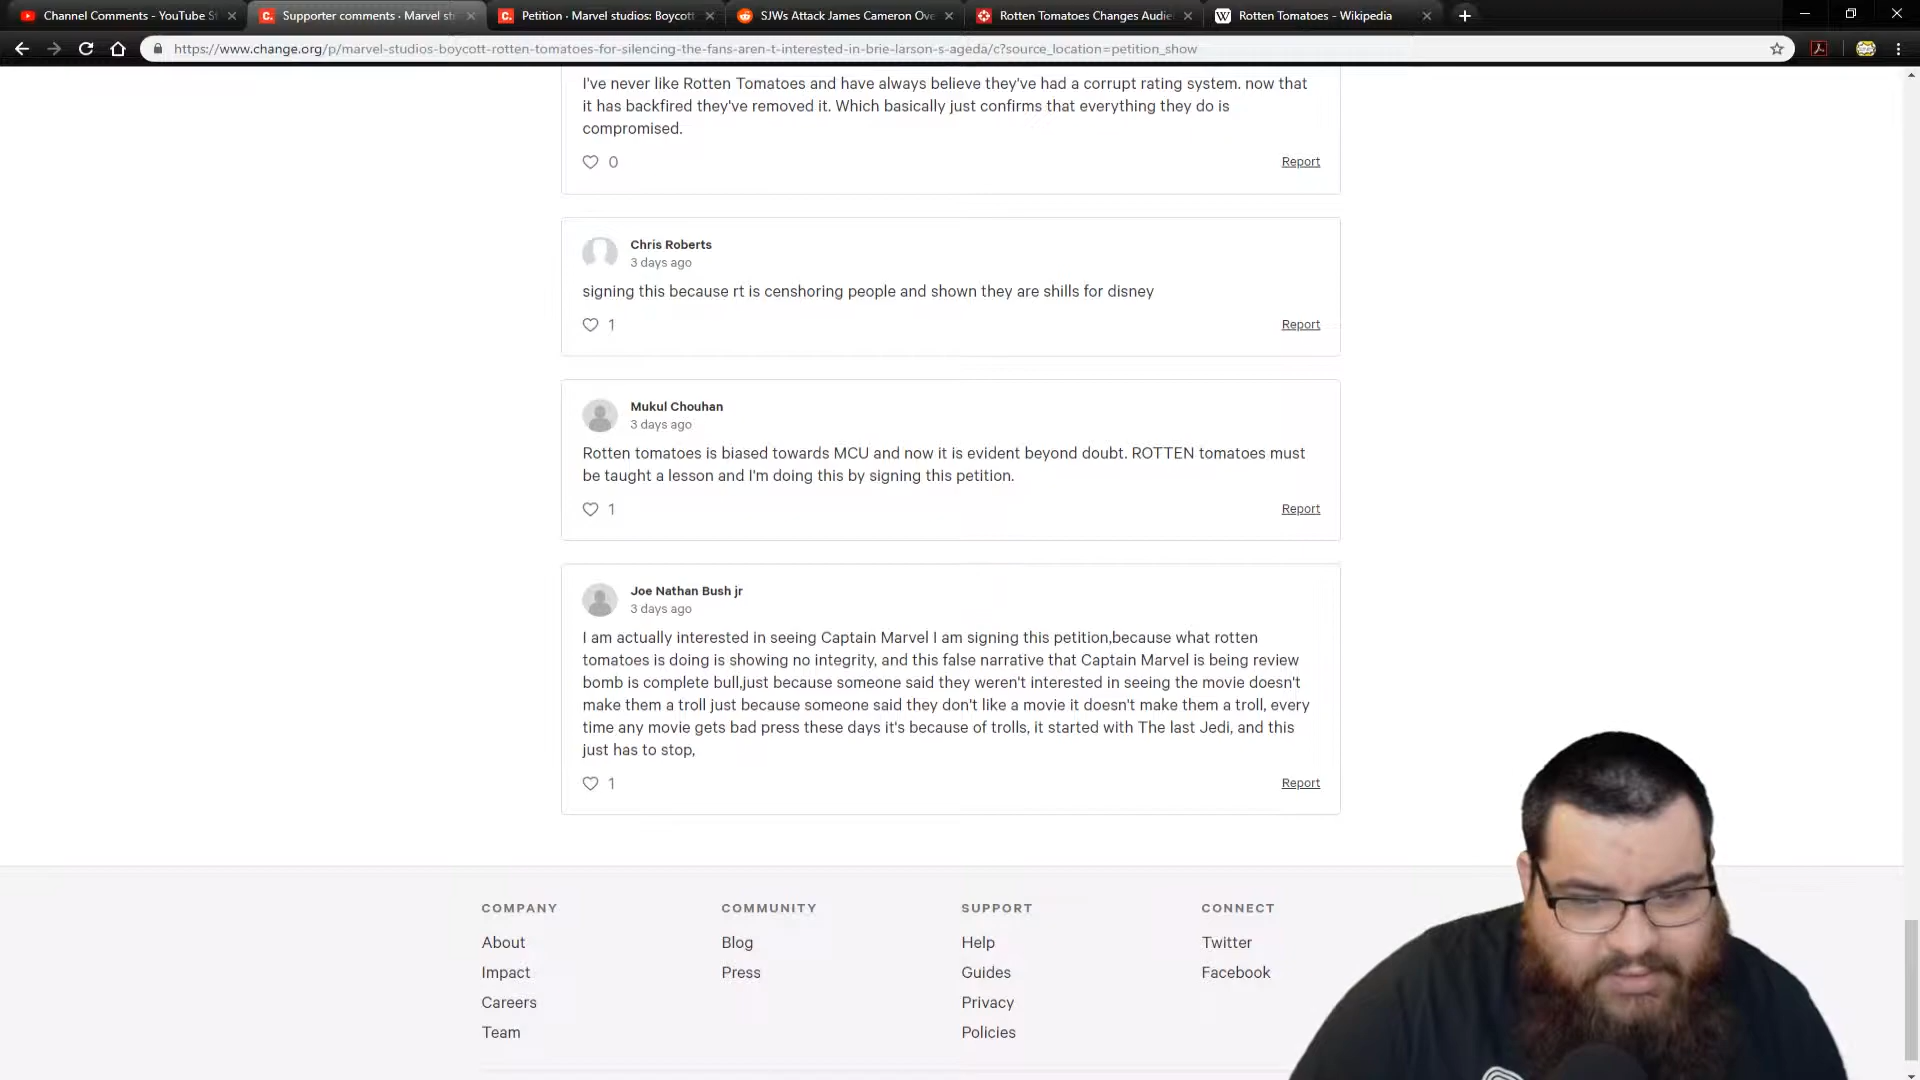 Channel Comments - YouTube S
Supporter comments · Marvel st
Petition · Marvel studios: Boycott
SJWs Attack James Cameron Ove
Rotten Tomatoes Changes Audie
Rotten Tomatoes - Wikipedia
https://www.change.org/p/marvel-studios-boycott-rotten-tomatoes-for-silencing-the-fans-aren-t-interested-in-brie-larson-s-ageda/c?source_location=petition_show
I've never like Rotten Tomatoes and have always believe they've had a corrupt rating system. now that
it has backfired they've removed it. Which basically just confirms that everything they do is
compromised.
0
Report
Chris Roberts
3 days ago
signing this because rt is censhoring people and shown they are shills for disney
1
Report
Mukul Chouhan
3 days ago
Rotten tomatoes is biased towards MCU and now it is evident beyond doubt. ROTTEN tomatoes must
be taught a lesson and I'm doing this by signing this petition.
1
Report
Joe Nathan Bush jr
3 days ago
I am actually interested in seeing Captain Marvel I am signing this petition,because what rotten
tomatoes is doing is showing no integrity, and this false narrative that Captain Marvel is being review
bomb is complete bull,just because someone said they weren't interested in seeing the movie doesn't
make them a troll just because someone said they don't like a movie it doesn't make them a troll, every
time any movie gets bad press these days it's because of trolls, it started with The last Jedi, and this
just has to stop,
1
Report
COMPANY
About
Impact
Careers
Team
COMMUNITY
Blog
Press
SUPPORT
Help
Guides
Privacy
Policies
CONNECT
Twitter
Facebook